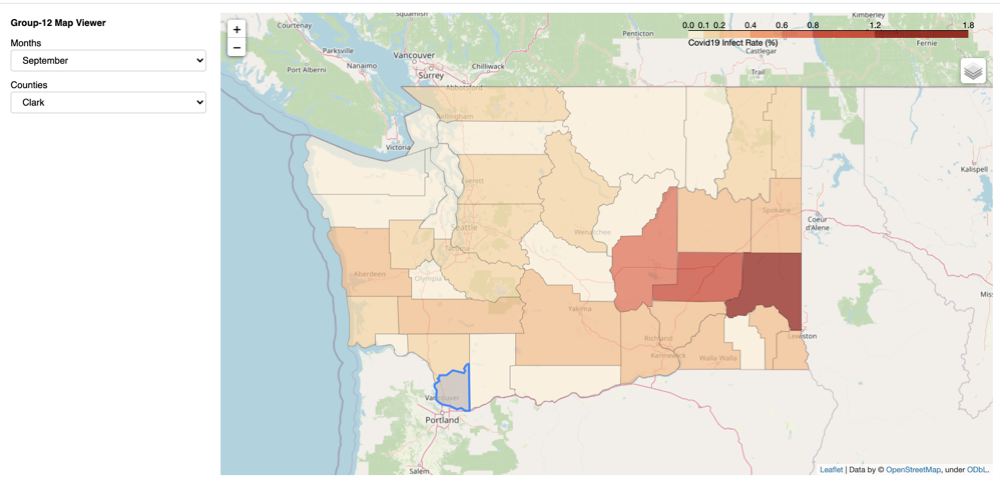 Group-12 Map Viewer
Months
September
Counties
Clark
+
−
0.0 0.1 0.2 0.4 0.6 0.8 1.2 1.8
Covid19 Infect Rate (%)
Squamish
Courtenay
Parksville
Nanaimo
Port Alberni
Vancouver
Surrey
Chilliwack
Abbotsford
Victoria
Penticton
Castlegar
Trail
Kimberley
Fernie
Kalispell
Bellingham
Everett
Seattle
Tacoma
Olympia
Aberdeen
Wenatchee
Spokane
Coeur
d'Alene
Yakima
Richland
Kennewick
Walla Walla
Lewiston
Miss
Vancouver
Portland
Salem
Leaflet | Data by © OpenStreetMap, under ODbL.